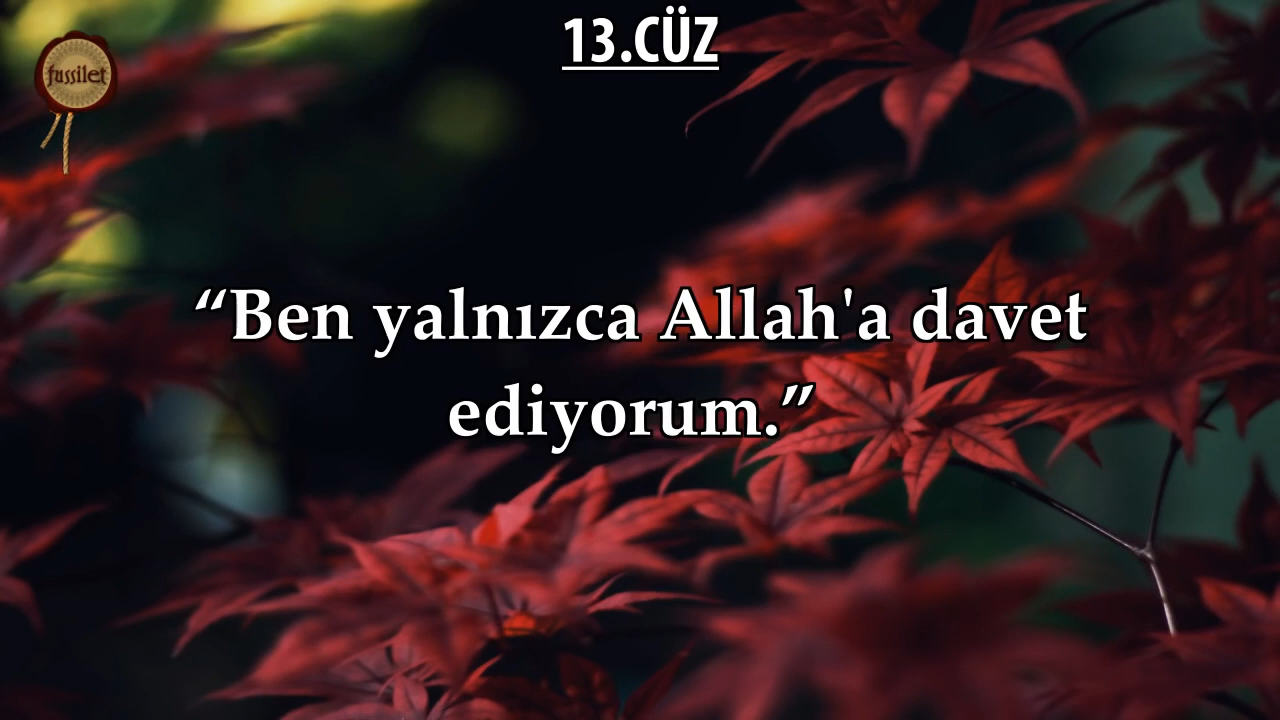 13.CÜZ
fussilet
“Ben yalnızca Allah'a davet
ediyorum.”